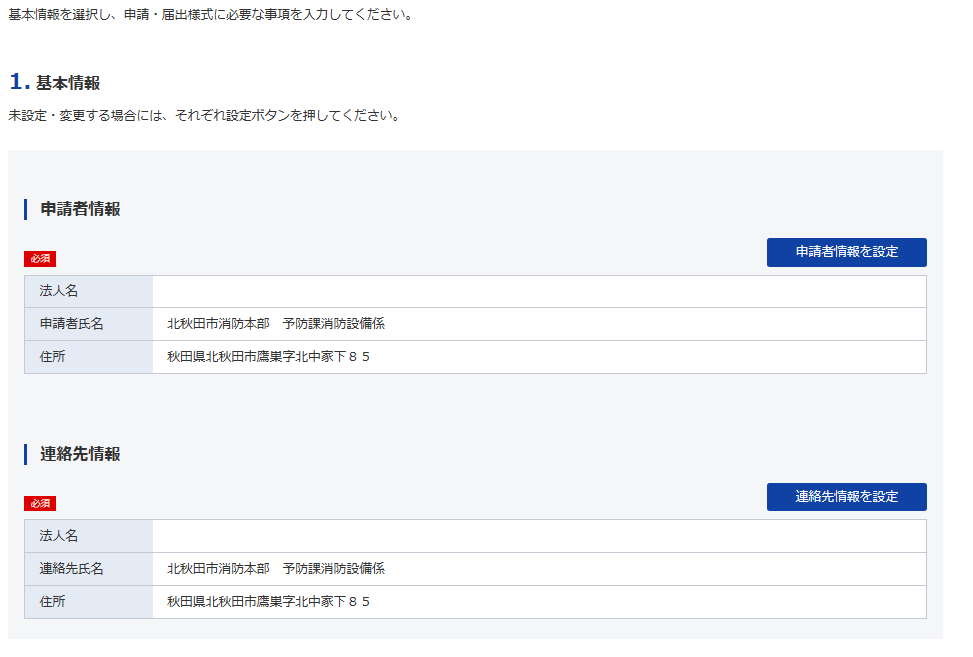 基本情報を選択し、申請・届出様式に必要な事項を入力してください。
1. 基本情報
未設定・変更する場合には、それぞれ設定ボタンを押してください。
申請者情報
必須
申請者情報を設定
法人名
申請者氏名 北秋田市消防本部　予防課消防設備係
住所 秋田県北秋田市鷹巣字北中家下８５
連絡先情報
必須
連絡先情報を設定
法人名
連絡先氏名 北秋田市消防本部　予防課消防設備係
住所 秋田県北秋田市鷹巣字北中家下８５